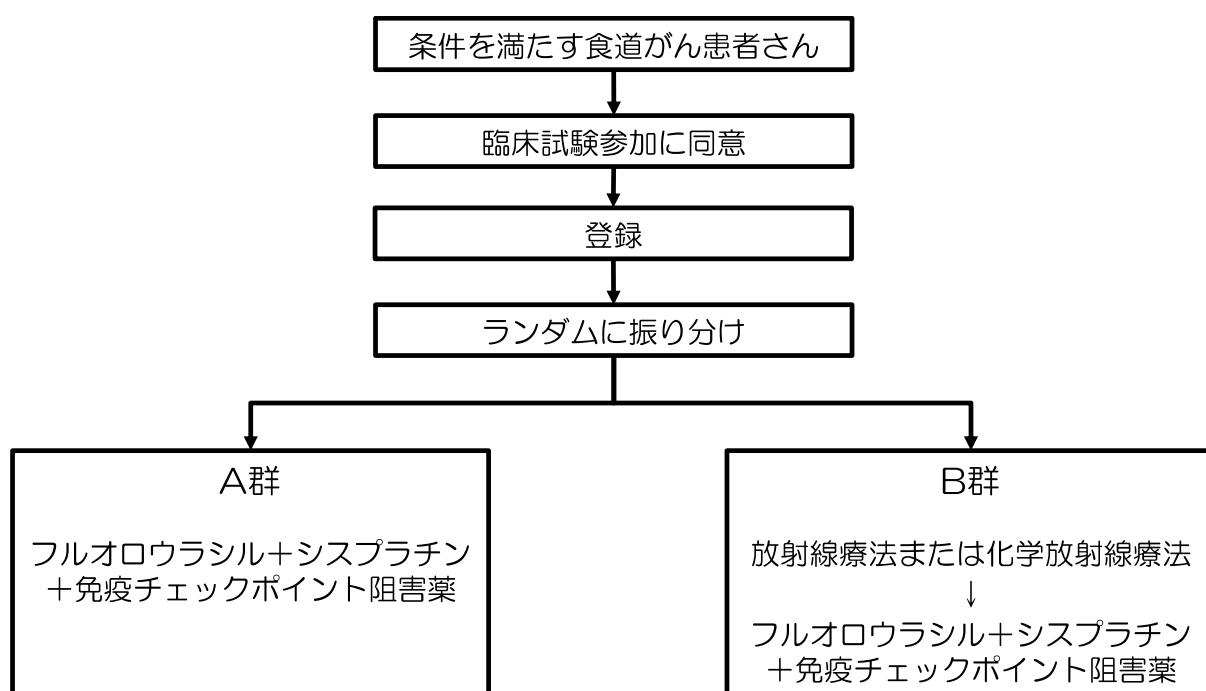 条件を満たす食道がん患者さん
臨床試験参加に同意
登録
ランダムに振り分け
A群
フルオロウラシル＋シスプラチン
＋免疫チェックポイント阻害薬
B群
放射線療法または化学放射線療法
↓
フルオロウラシル＋シスプラチン
＋免疫チェックポイント阻害薬